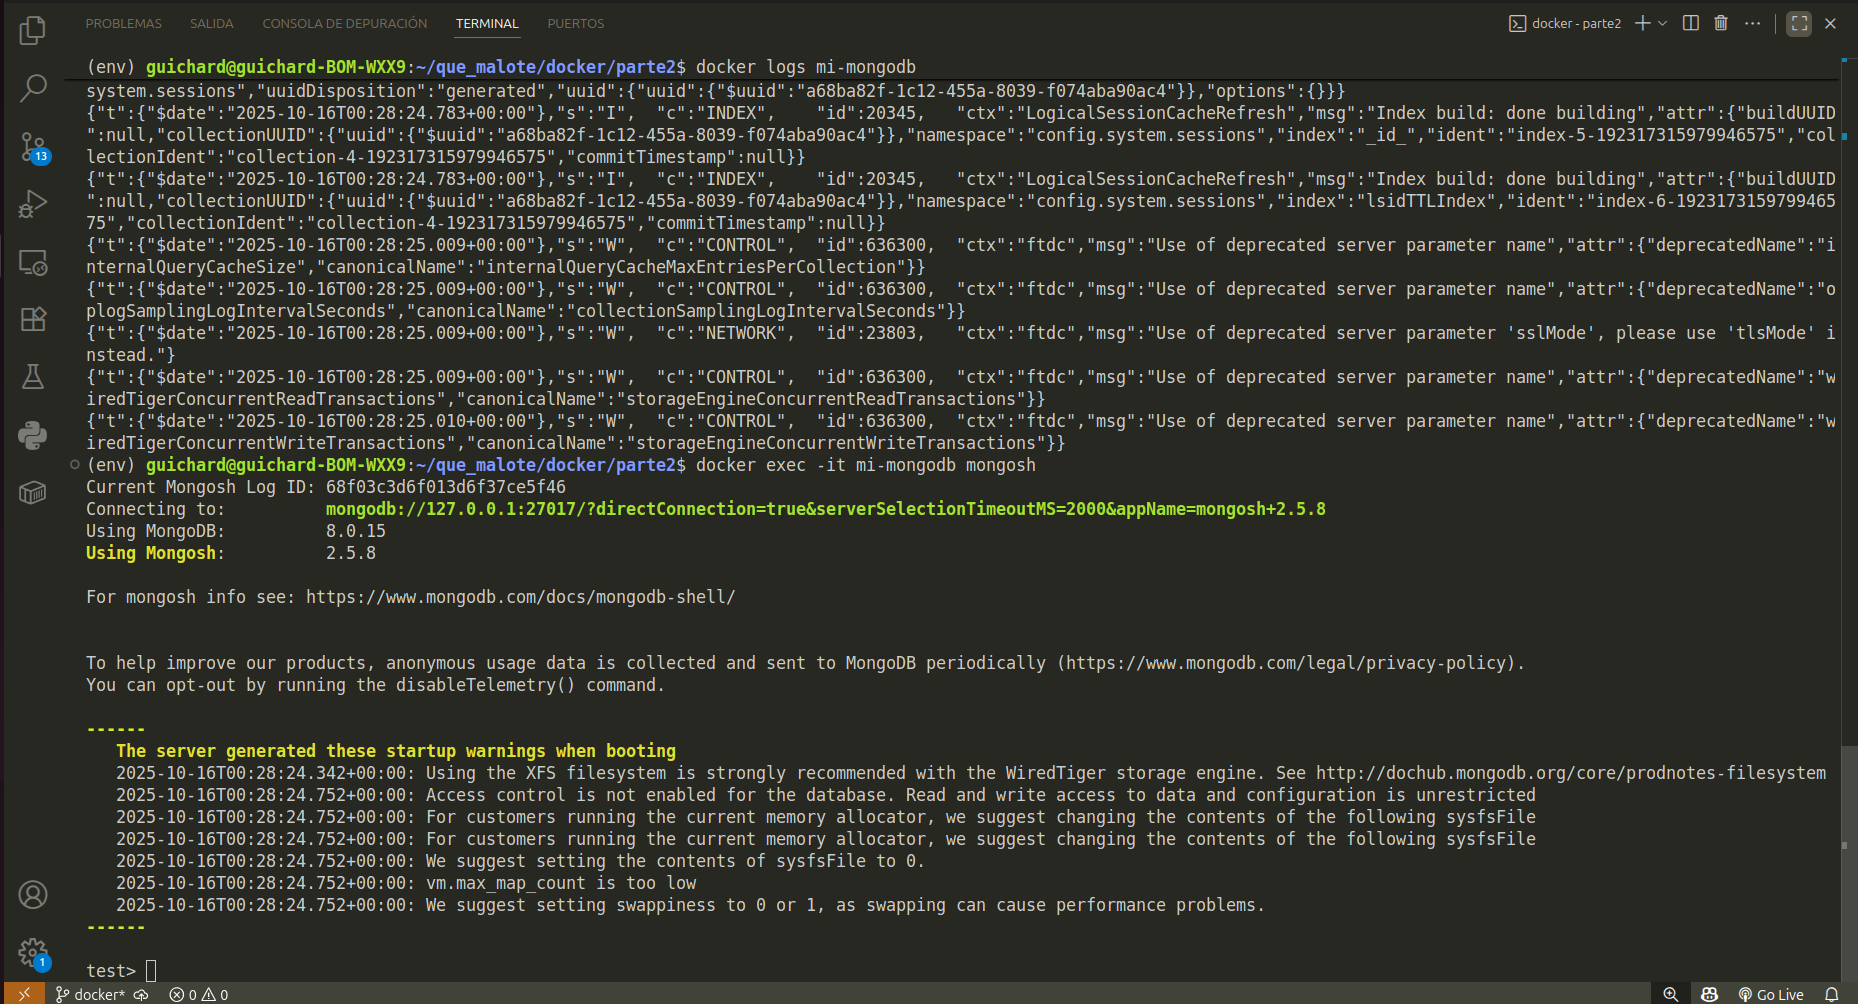 PROBLEMAS SALIDA CONSOLA DE DEPURACIÓN TERMINAL PUERTOS docker - parte2
(env) guichard@guichard-BOM-WXX9:~/que_malote/docker/parte2$ docker logs mi-mongodb
system.sessions","uuidDisposition":"generated","uuid":{"uuid":{"$uuid":"a68ba82f-1c12-455a-8039-f074aba90ac4"}},"options":{}}}
{"t":{"$date":"2025-10-16T00:28:24.783+00:00"},"s":"I", "c":"INDEX", "id":20345, "ctx":"LogicalSessionCacheRefresh","msg":"Index build: done building","attr":{"buildUUID
":null,"collectionUUID":{"uuid":{"$uuid":"a68ba82f-1c12-455a-8039-f074aba90ac4"}},"namespace":"config.system.sessions","index":"_id_","ident":"index-5-192317315979946575","col
lectionIdent":"collection-4-192317315979946575","commitTimestamp":null}}
{"t":{"$date":"2025-10-16T00:28:24.783+00:00"},"s":"I", "c":"INDEX", "id":20345, "ctx":"LogicalSessionCacheRefresh","msg":"Index build: done building","attr":{"buildUUID
":null,"collectionUUID":{"uuid":{"$uuid":"a68ba82f-1c12-455a-8039-f074aba90ac4"}},"namespace":"config.system.sessions","index":"lsidTTLIndex","ident":"index-6-1923173159799465
75","collectionIdent":"collection-4-192317315979946575","commitTimestamp":null}}
{"t":{"$date":"2025-10-16T00:28:25.009+00:00"},"s":"W", "c":"CONTROL", "id":636300, "ctx":"ftdc","msg":"Use of deprecated server parameter name","attr":{"deprecatedName":"i
nternalQueryCacheSize","canonicalName":"internalQueryCacheMaxEntriesPerCollection"}}
{"t":{"$date":"2025-10-16T00:28:25.009+00:00"},"s":"W", "c":"CONTROL", "id":636300, "ctx":"ftdc","msg":"Use of deprecated server parameter name","attr":{"deprecatedName":"o
plogSamplingLogIntervalSeconds","canonicalName":"collectionSamplingLogIntervalSeconds"}}
{"t":{"$date":"2025-10-16T00:28:25.009+00:00"},"s":"W", "c":"NETWORK", "id":23803, "ctx":"ftdc","msg":"Use of deprecated server parameter 'sslMode', please use 'tlsMode' i
nstead."}
{"t":{"$date":"2025-10-16T00:28:25.009+00:00"},"s":"W", "c":"CONTROL", "id":636300, "ctx":"ftdc","msg":"Use of deprecated server parameter name","attr":{"deprecatedName":"w
iredTigerConcurrentReadTransactions","canonicalName":"storageEngineConcurrentReadTransactions"}}
{"t":{"$date":"2025-10-16T00:28:25.010+00:00"},"s":"W", "c":"CONTROL", "id":636300, "ctx":"ftdc","msg":"Use of deprecated server parameter name","attr":{"deprecatedName":"w
iredTigerConcurrentWriteTransactions","canonicalName":"storageEngineConcurrentWriteTransactions"}}
(env) guichard@guichard-BOM-WXX9:~/que_malote/docker/parte2$ docker exec -it mi-mongodb mongosh
Current Mongosh Log ID: 68f03c3d6f013d6f37ce5f46
Connecting to: mongodb://127.0.0.1:27017/?directConnection=true&serverSelectionTimeoutMS=2000&appName=mongosh+2.5.8
Using MongoDB: 8.0.15
Using Mongosh: 2.5.8
For mongosh info see: https://www.mongodb.com/docs/mongodb-shell/
To help improve our products, anonymous usage data is collected and sent to MongoDB periodically (https://www.mongodb.com/legal/privacy-policy).
You can opt-out by running the disableTelemetry() command.
------
The server generated these startup warnings when booting
2025-10-16T00:28:24.342+00:00: Using the XFS filesystem is strongly recommended with the WiredTiger storage engine. See http://dochub.mongodb.org/core/prodnotes-filesystem
2025-10-16T00:28:24.752+00:00: Access control is not enabled for the database. Read and write access to data and configuration is unrestricted
2025-10-16T00:28:24.752+00:00: For customers running the current memory allocator, we suggest changing the contents of the following sysfsFile
2025-10-16T00:28:24.752+00:00: For customers running the current memory allocator, we suggest changing the contents of the following sysfsFile
2025-10-16T00:28:24.752+00:00: We suggest setting the contents of sysfsFile to 0.
2025-10-16T00:28:24.752+00:00: vm.max_map_count is too low
2025-10-16T00:28:24.752+00:00: We suggest setting swappiness to 0 or 1, as swapping can cause performance problems.
------
test>
13
1
docker* 0 0 Go Live